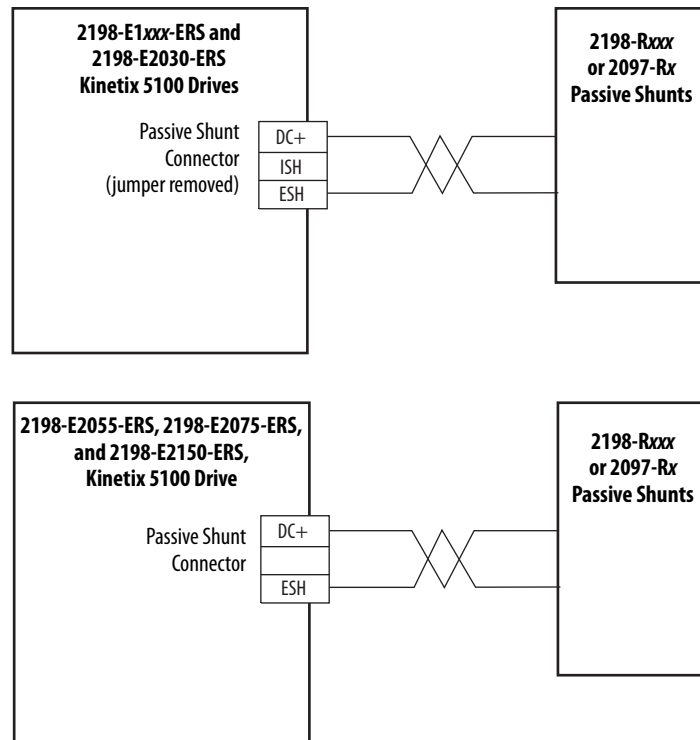 2198-E1xxx-ERS and
2198-E2030-ERS
Kinetix 5100 Drives
2198-Rxxx
or 2097-Rx
Passive Shunts
Passive Shunt
Connector
(jumper removed)
DC+
ISH
ESH
2198-E2055-ERS, 2198-E2075-ERS,
and 2198-E2150-ERS,
Kinetix 5100 Drive
2198-Rxxx
or 2097-Rx
Passive Shunts
Passive Shunt
Connector
DC+
ESH